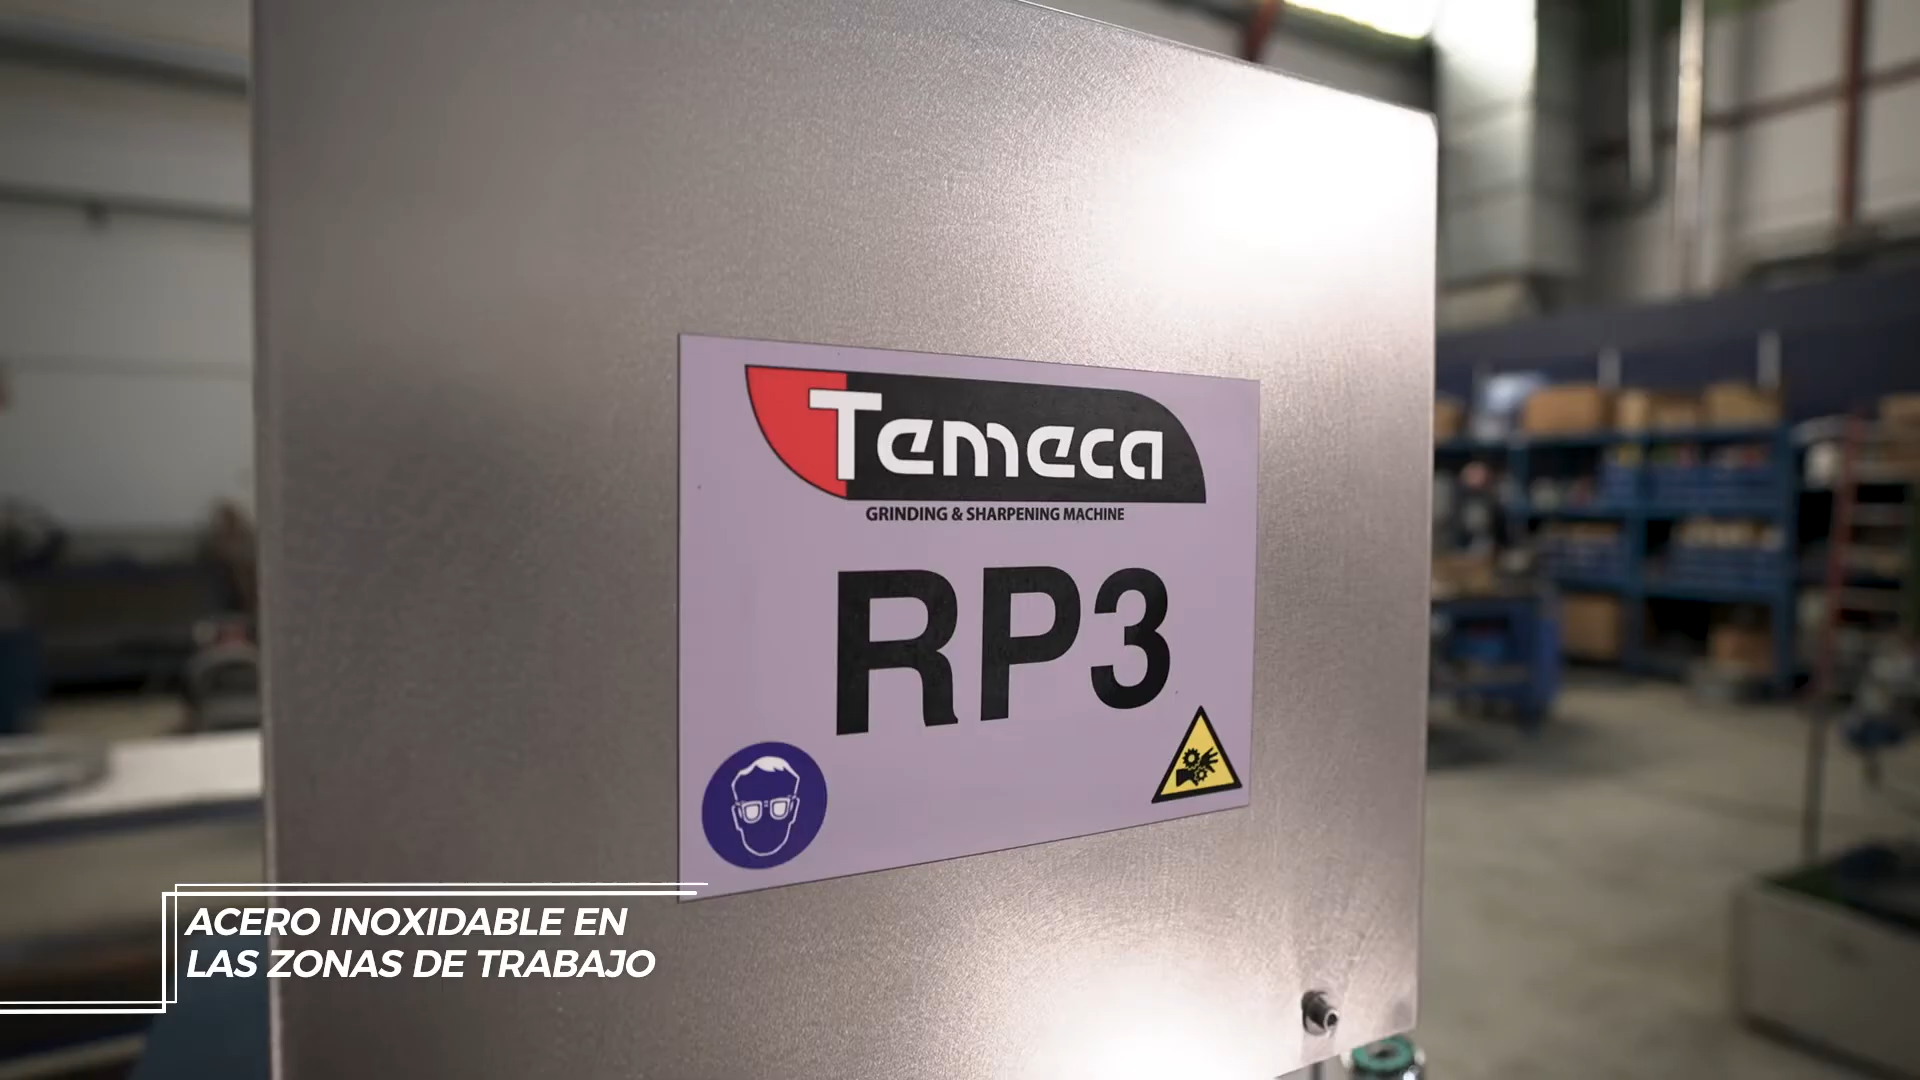 Temeca
GRINDING & SHARPENING MACHINE
RP3
ACERO INOXIDABLE EN
LAS ZONAS DE TRABAJO